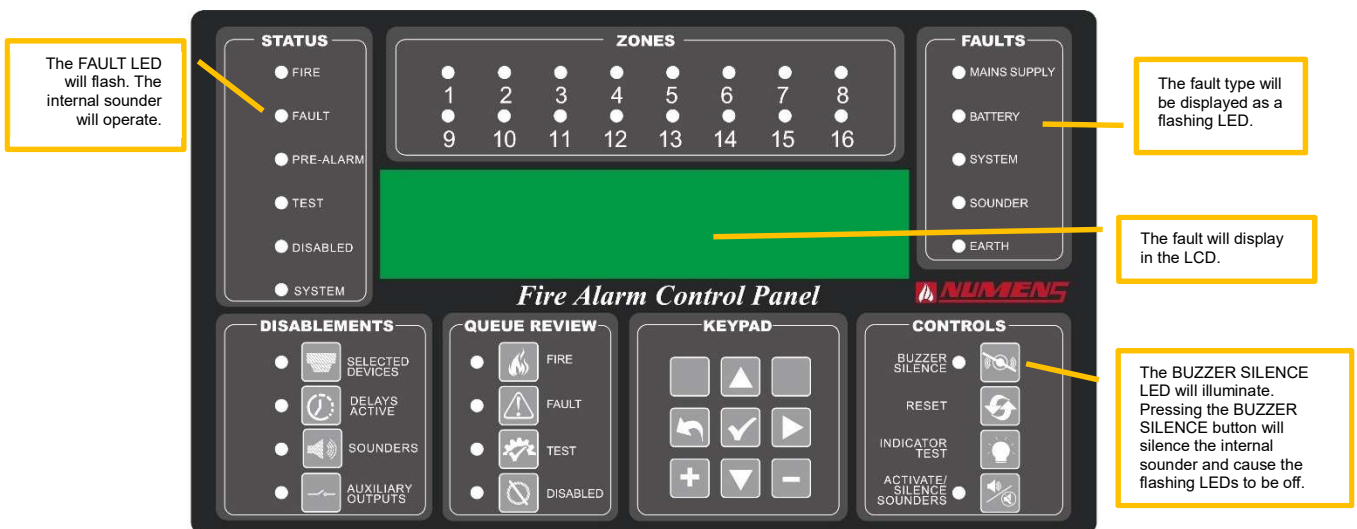 The FAULT LED
will flash. The
internal sounder
will operate.
STATUS
FIRE
FAULT
PRE-ALARM
TEST
DISABLED
SYSTEM
ZONES
1 2 3 4 5 6 7 8
9 10 11 12 13 14 15 16
FAULTS
MAINS SUPPLY
BATTERY
SYSTEM
SOUNDER
EARTH
The fault type will
be displayed as a
flashing LED.
The fault will display
in the LCD.
Fire Alarm Control Panel
NUMENS
DISABLEMENTS
SELECTED
DEVICES
DELAYS
ACTIVE
SOUNDERS
AUXILIARY
OUTPUTS
QUEUE REVIEW
FIRE
FAULT
TEST
DISABLED
KEYPAD
CONTROLS
BUZZER
SILENCE
RESET
INDICATOR
TEST
ACTIVATE/
SILENCE
SOUNDERS
The BUZZER SILENCE
LED will illuminate.
Pressing the BUZZER
SILENCE button will
silence the internal
sounder and cause the
flashing LEDs to be off.